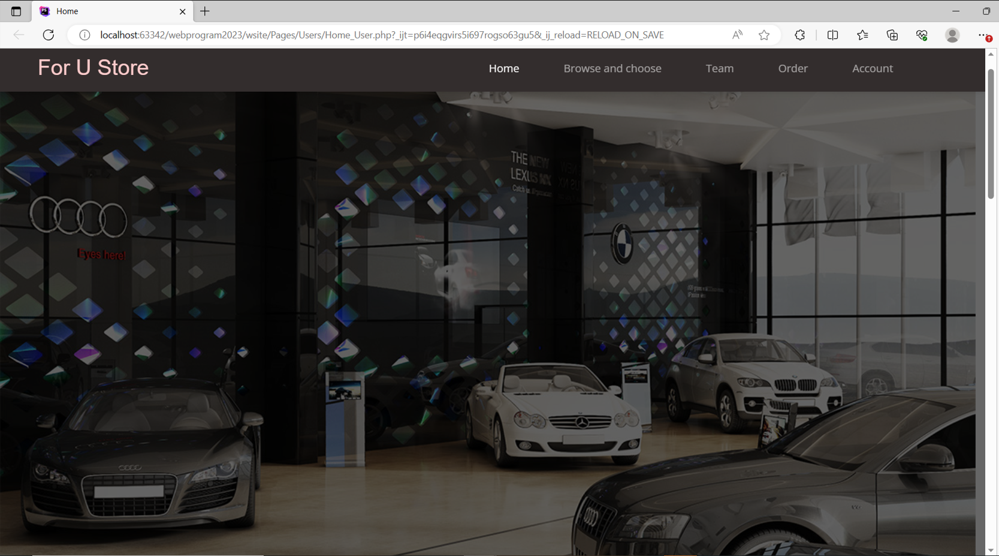 Home
localhost:63342/webprogram2023/wsite/Pages/Users/Home_User.php?_ijt=p6i4eqgvirs5i697rogso63gu5&_ij_reload=RELOAD_ON_SAVE
For U Store
Home
Browse and choose
Team
Order
Account
THE NEW
LEXUS NX
Eyes here!